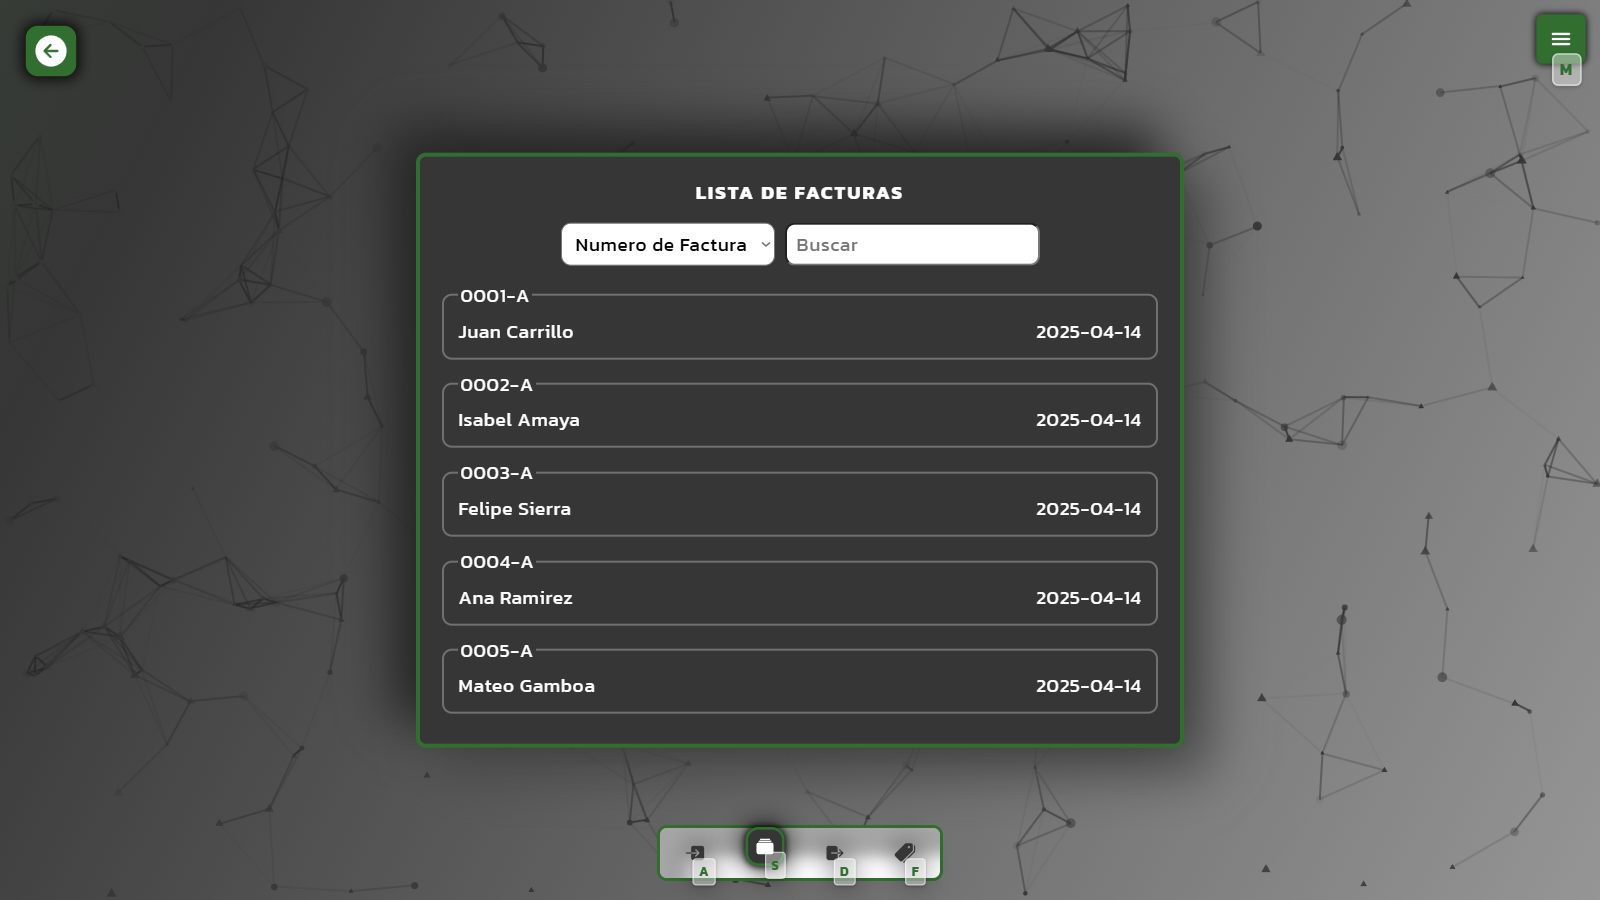 M
LISTA DE FACTURAS
Numero de Factura Buscar
0001-A
Juan Carrillo 2025-04-14
0002-A
Isabel Amaya 2025-04-14
0003-A
Felipe Sierra 2025-04-14
0004-A
Ana Ramirez 2025-04-14
0005-A
Mateo Gamboa 2025-04-14
A S D F